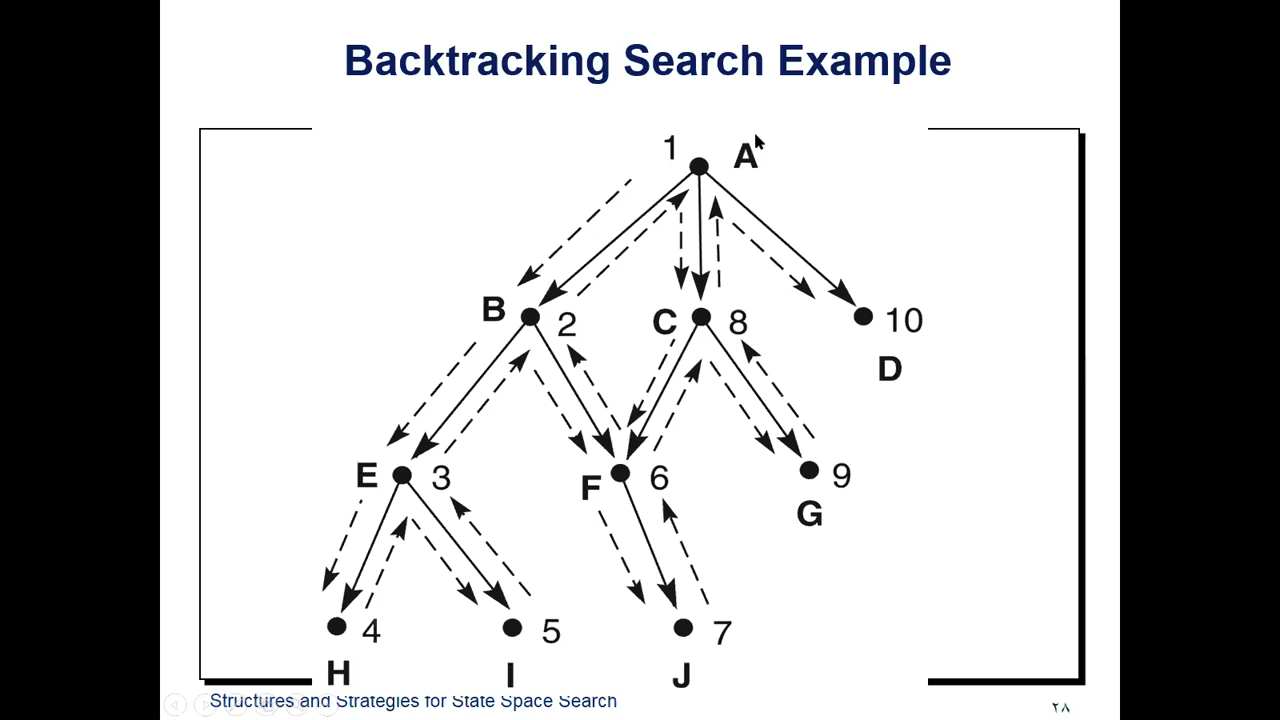 Backtracking Search Example
1 A
B 2 C 8 10
D
E 3 F 6 9
G
4 5 7
H I J
Structures and Strategies for State Space Search ٢٨